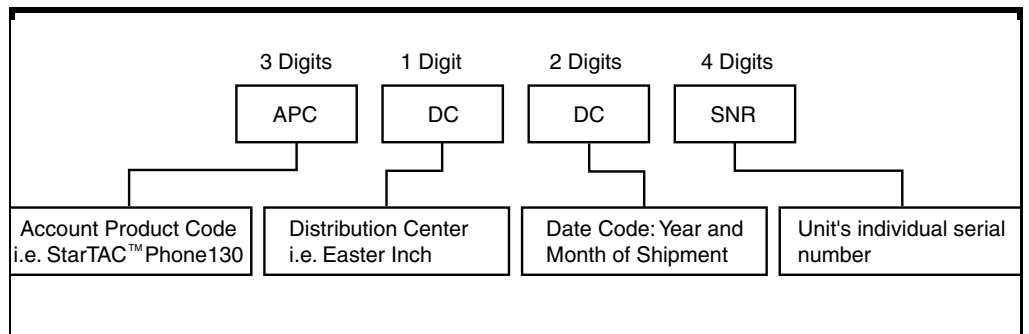 3 Digits 1 Digit 2 Digits 4 Digits
APC DC DC SNR
Account Product Code
i.e. StarTAC™Phone130
Distribution Center
i.e. Easter Inch
Date Code: Year and
Month of Shipment
Unit's individual serial
number